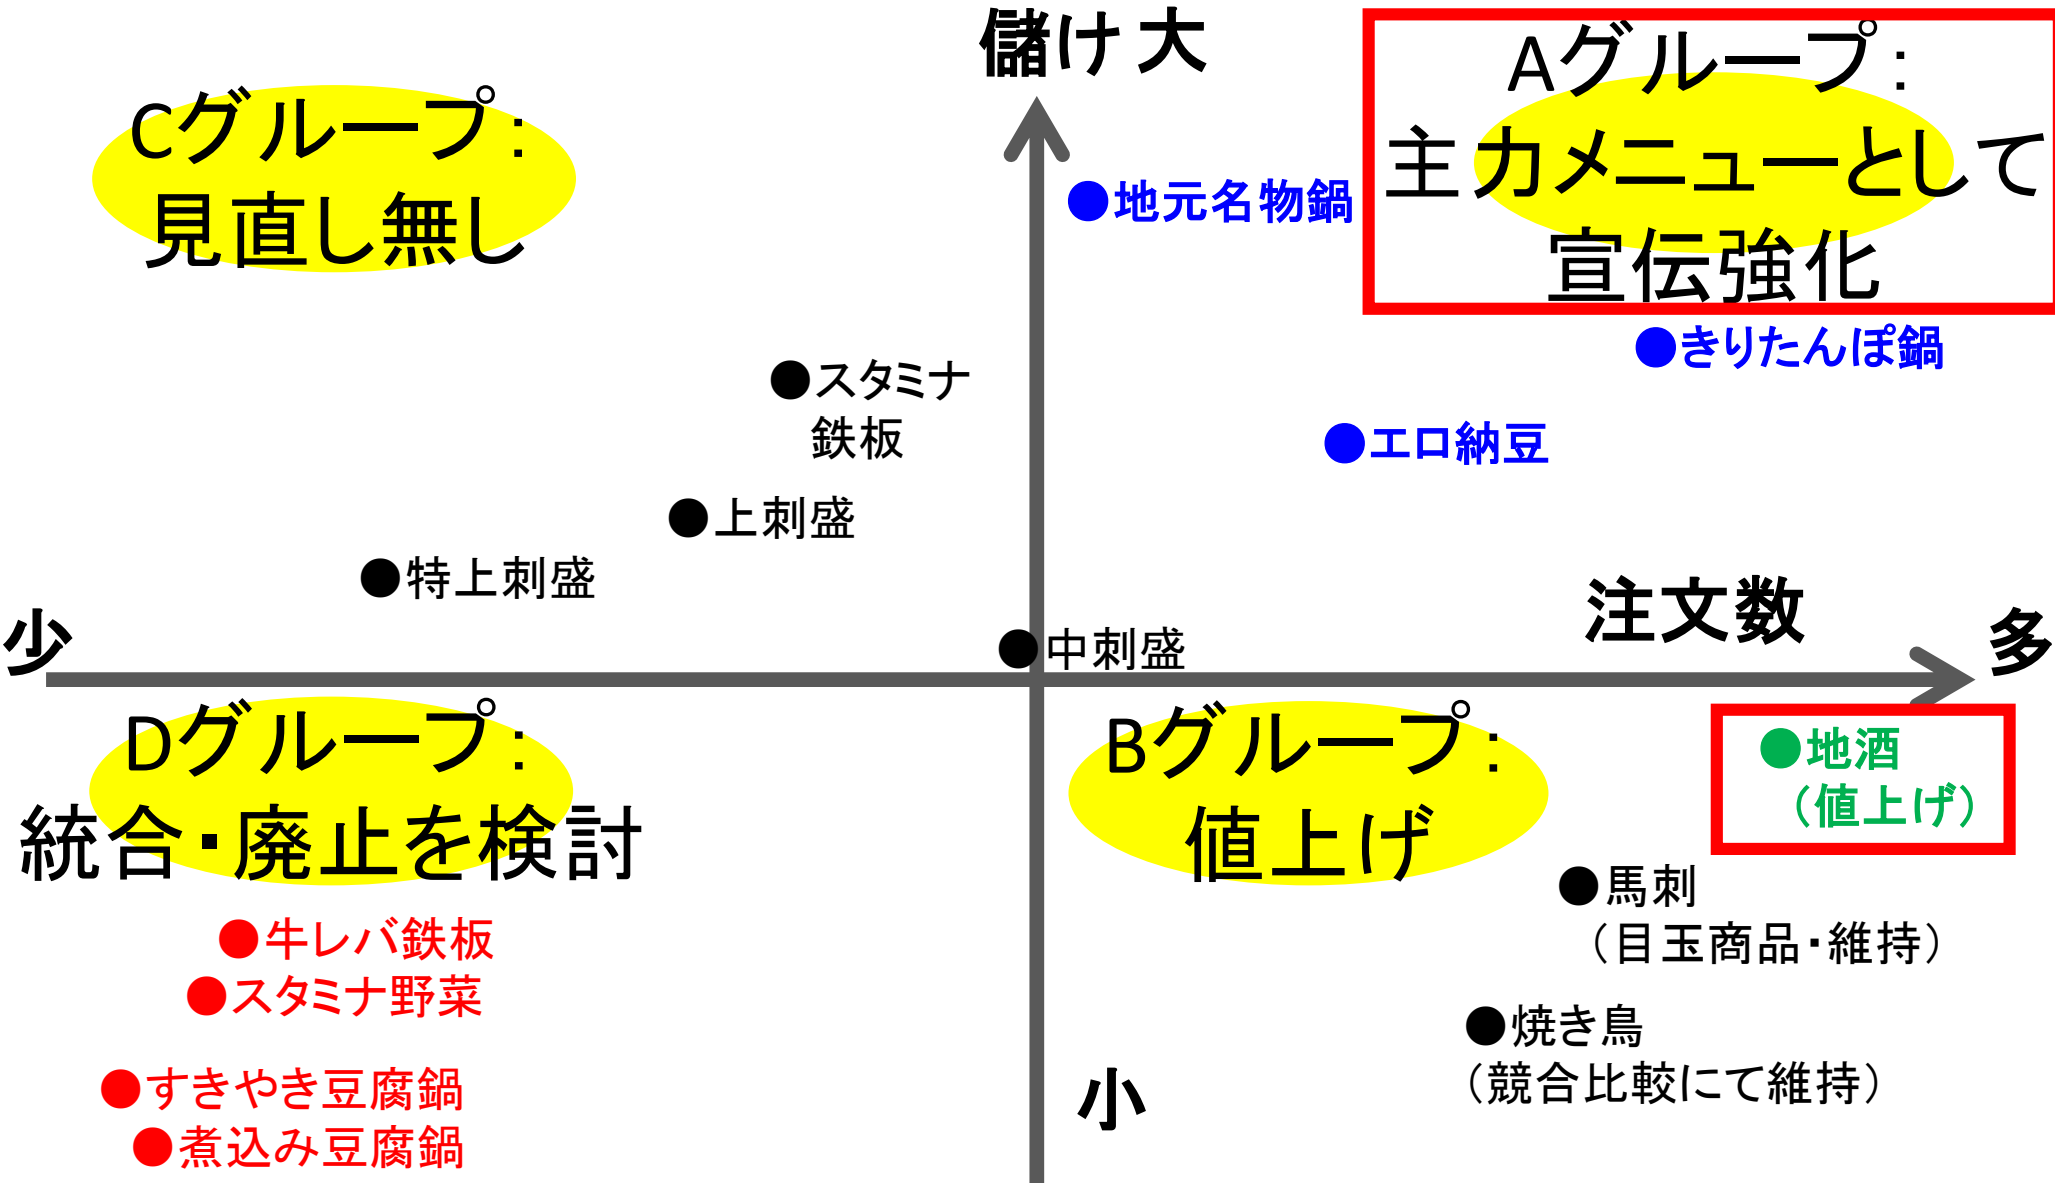 儲け 大
Cグループ：
見直し無し
Aグループ：
主力メニューとして
宣伝強化
●地元名物鍋
●きりたんぽ鍋
●エロ納豆
●スタミナ
鉄板
●上刺盛
●特上刺盛
●中刺盛
少
注文数
多
Dグループ：
統合・廃止を検討
●牛レバ鉄板
●スタミナ野菜
●すきやき豆腐鍋
●煮込み豆腐鍋
Bグループ：
値上げ
●地酒
（値上げ）
●馬刺
（目玉商品・維持）
●焼き鳥
（競合比較にて維持）
小